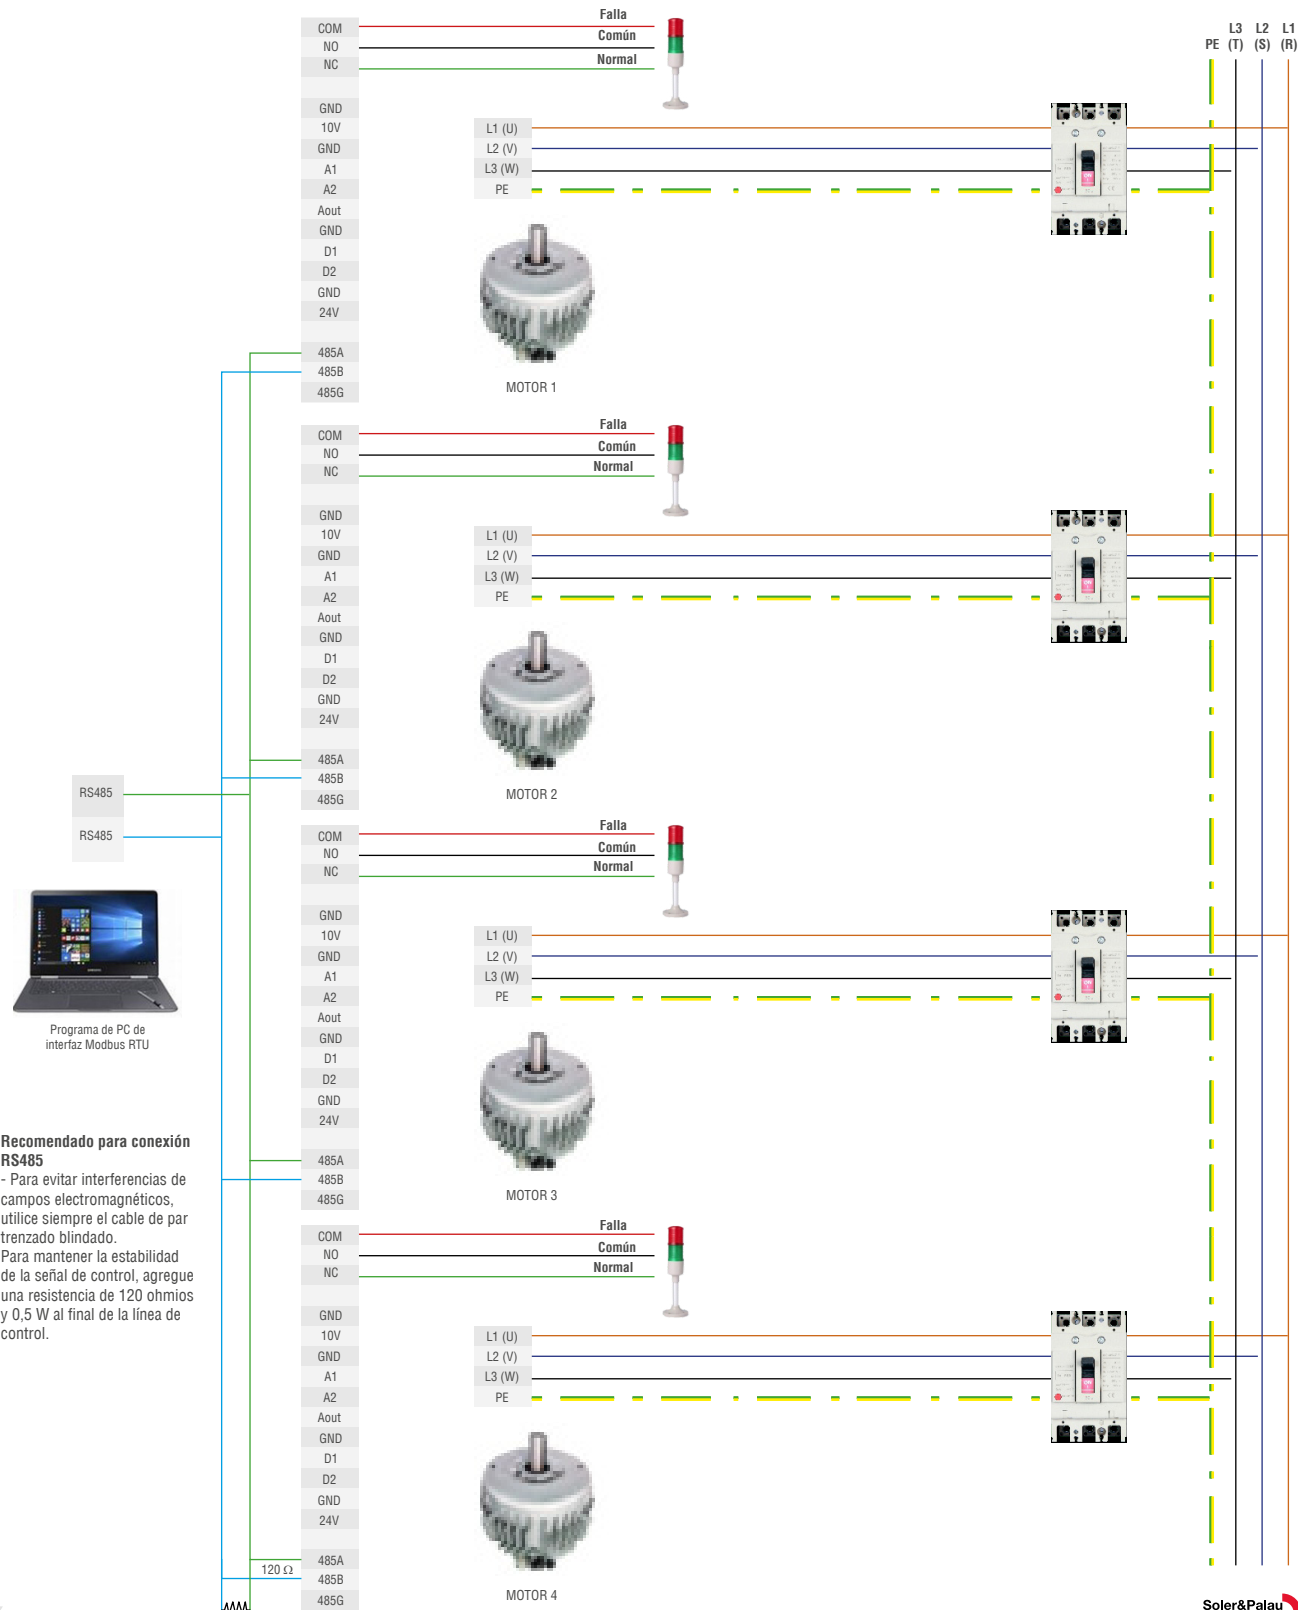 L3 L2 L1
PE (T) (S) (R)
COM
NO
NC
Falla
Común
Normal
GND
10V
GND
A1
A2
Aout
GND
D1
D2
GND
24V
485A
485B
485G
L1 (U)
L2 (V)
L3 (W)
PE
MOTOR 1
COM
NO
NC
Falla
Común
Normal
GND
10V
GND
A1
A2
Aout
GND
D1
D2
GND
24V
485A
485B
485G
L1 (U)
L2 (V)
L3 (W)
PE
MOTOR 2
RS485
RS485
Programa de PC de
interfaz Modbus RTU
COM
NO
NC
Falla
Común
Normal
GND
10V
GND
A1
A2
Aout
GND
D1
D2
GND
24V
485A
485B
485G
L1 (U)
L2 (V)
L3 (W)
PE
MOTOR 3
Recomendado para conexión
RS485
- Para evitar interferencias de
campos electromagnéticos,
utilice siempre el cable de par
trenzado blindado.
Para mantener la estabilidad
de la señal de control, agregue
una resistencia de 120 ohmios
y 0,5 W al final de la línea de
control.
COM
NO
NC
Falla
Común
Normal
GND
10V
GND
A1
A2
Aout
GND
D1
D2
GND
24V
485A
485B
485G
120 Ω
L1 (U)
L2 (V)
L3 (W)
PE
MOTOR 4
Soler&Palau